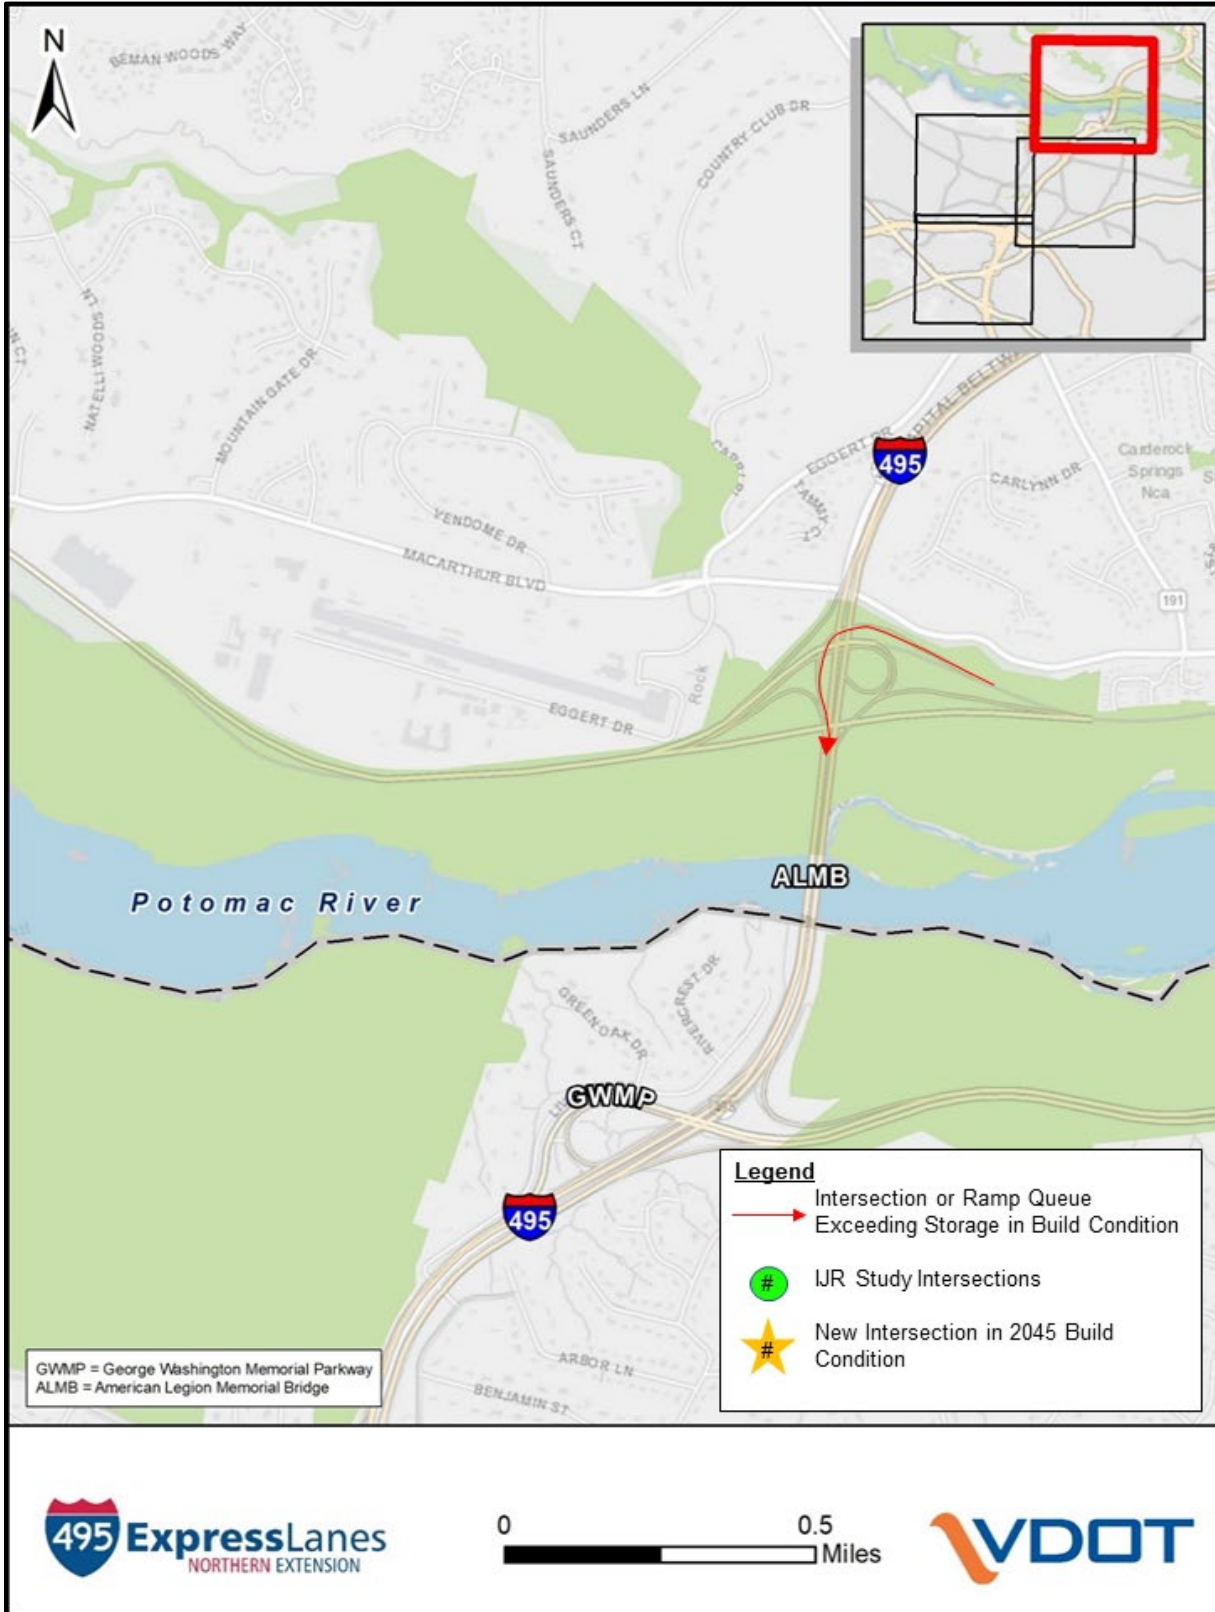 N
BEMAN WOODS WAY
SAUNDERS LN
COUNTRY CLUB DR
SAUNDERS CT
NATELLI WOODS LN
MOUNTAIN GATE DR
CAPITAL BELTWAY
EGGERT DR
495
CARLYNN DR
Carderock
Springs
Nca
TAMMY CT
VENDOME DR
MACARTHUR BLVD
191
Rock
EGGERT DR
ALMB
Potomac River
RIVERCREST DR
GREEN OAK DR
GWMP
495
ARBOR LN
BENJAMIN ST
Legend
Intersection or Ramp Queue
Exceeding Storage in Build Condition
# IJR Study Intersections
# New Intersection in 2045 Build
Condition
GWMP = George Washington Memorial Parkway
ALMB = American Legion Memorial Bridge
495 ExpressLanes
NORTHERN EXTENSION
0 0.5
Miles
VDOT